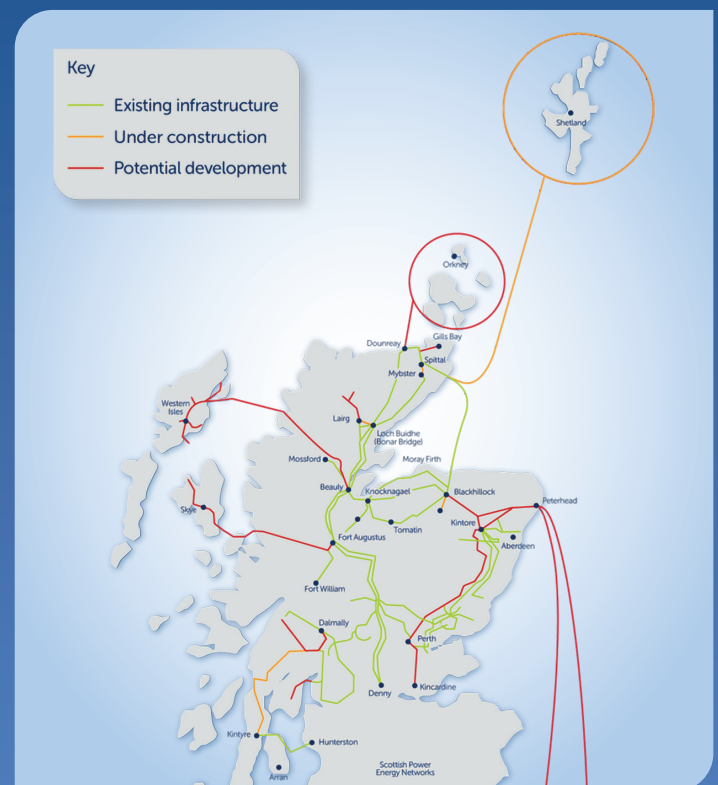 Key
Existing infrastructure
Under construction
Potential development
Shetland
Orkney
Gills Bay
Dounreay
Spittal
Mybster
Western
Isles
Lairg
Loch Buidhe
(Bonar Bridge)
Mossford
Moray Firth
Beauly
Knocknagael
Blackhillock
Peterhead
Skye
Kintore
Tomatin
Fort Augustus
Aberdeen
Fort William
Dalmally
Perth
Denny
Kincardine
Kintyre
Hunterston
Scottish Power
Energy Networks
Arran